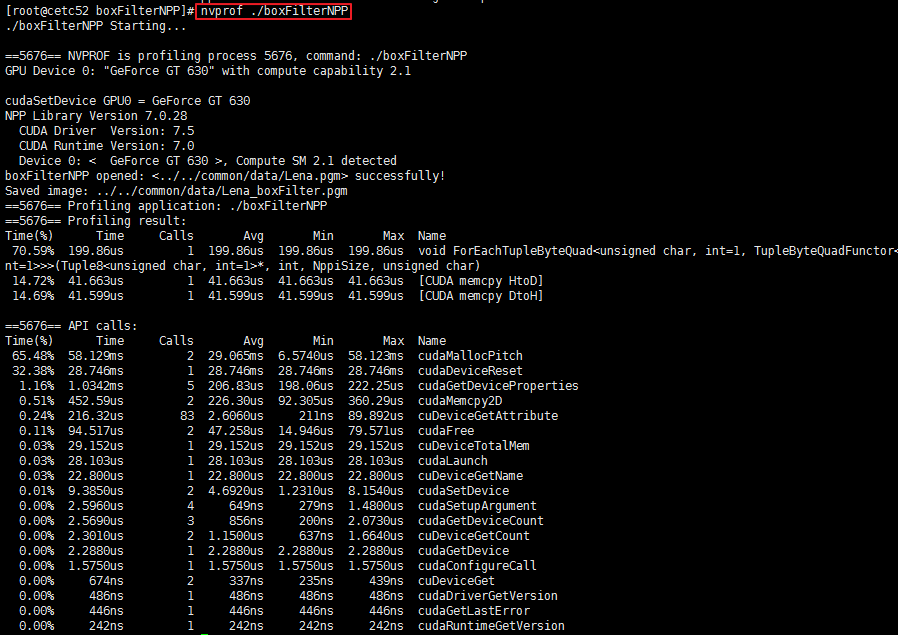 [root@cetc52 boxFilterNPP]# nvprof ./boxFilterNPP
./boxFilterNPP Starting...
==5676== NVPROF is profiling process 5676, command: ./boxFilterNPP
GPU Device 0: "GeForce GT 630" with compute capability 2.1
cudaSetDevice GPU0 = GeForce GT 630
NPP Library Version 7.0.28
CUDA Driver  Version: 7.5
CUDA Runtime Version: 7.0
Device 0: <  GeForce GT 630 >, Compute SM 2.1 detected
boxFilterNPP opened: <../../common/data/Lena.pgm> successfully!
Saved image: ../../common/data/Lena_boxFilter.pgm
==5676== Profiling application: ./boxFilterNPP
==5676== Profiling result:
Time(%)      Time     Calls       Avg       Min       Max  Name
70.59%  199.86us         1  199.86us  199.86us  199.86us  void ForEachTupleByteQuad<unsigned char, int=1, TupleByteQuadFunctor<
nt=1>>>(Tuple8<unsigned char, int=1>*, int, NppiSize, unsigned char)
14.72%  41.663us         1  41.663us  41.663us  41.663us  [CUDA memcpy HtoD]
14.69%  41.599us         1  41.599us  41.599us  41.599us  [CUDA memcpy DtoH]
==5676== API calls:
Time(%)      Time     Calls       Avg       Min       Max  Name
65.48%  58.129ms         2  29.065ms  6.5740us  58.123ms  cudaMallocPitch
32.38%  28.746ms         1  28.746ms  28.746ms  28.746ms  cudaDeviceReset
1.16%  1.0342ms         5  206.83us  198.06us  222.25us  cudaGetDeviceProperties
0.51%  452.59us         2  226.30us  92.305us  360.29us  cudaMemcpy2D
0.24%  216.32us        83  2.6060us     211ns  89.892us  cuDeviceGetAttribute
0.11%  94.517us         2  47.258us  14.946us  79.571us  cudaFree
0.03%  29.152us         1  29.152us  29.152us  29.152us  cuDeviceTotalMem
0.03%  28.103us         1  28.103us  28.103us  28.103us  cudaLaunch
0.03%  22.800us         1  22.800us  22.800us  22.800us  cuDeviceGetName
0.01%  9.3850us         2  4.6920us  1.2310us  8.1540us  cudaSetDevice
0.00%  2.5960us         4     649ns     279ns  1.4800us  cudaSetupArgument
0.00%  2.5690us         3     856ns     200ns  2.0730us  cudaGetDeviceCount
0.00%  2.3010us         2  1.1500us     637ns  1.6640us  cuDeviceGetCount
0.00%  2.2880us         1  2.2880us  2.2880us  2.2880us  cudaGetDevice
0.00%  1.5750us         1  1.5750us  1.5750us  1.5750us  cudaConfigureCall
0.00%     674ns         2     337ns     235ns     439ns  cuDeviceGet
0.00%     486ns         1     486ns     486ns     486ns  cudaDriverGetVersion
0.00%     446ns         1     446ns     446ns     446ns  cudaGetLastError
0.00%     242ns         1     242ns     242ns     242ns  cudaRuntimeGetVersion